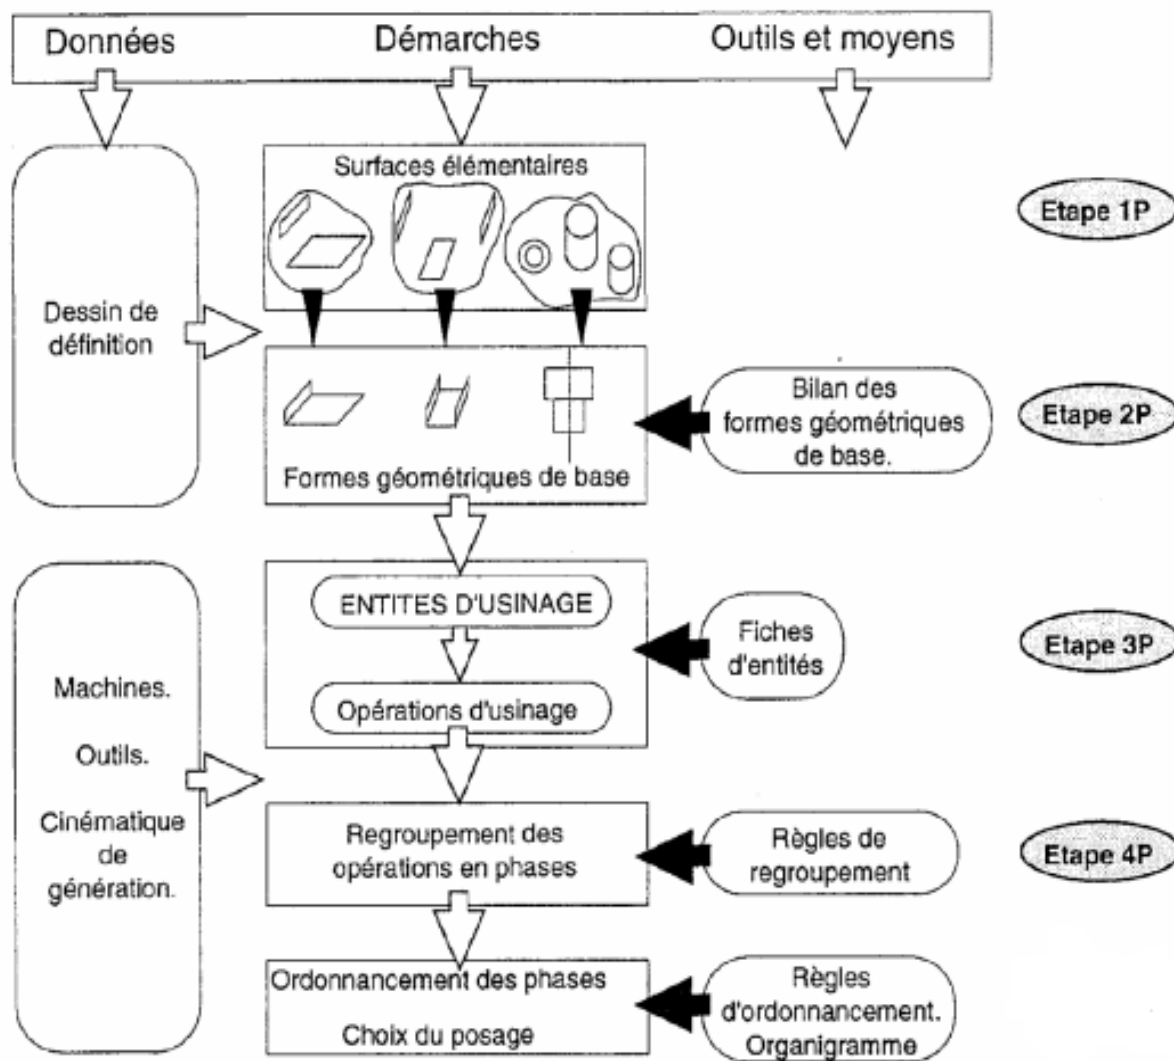 Données
Démarches
Outils et moyens
Surfaces élémentaires
Etape 1P
Dessin de
définition
Formes géométriques de base
Bilan des
formes géométriques
de base.
Etape 2P
Machines.
Outils.
Cinématique
de
génération.
ENTITES D'USINAGE
Opérations d'usinage
Fiches
d'entités
Etape 3P
Regroupement des
opérations en phases
Règles de
regroupement
Etape 4P
Ordonnancement des phases
Choix du posage
Règles
d'ordonnancement.
Organigramme